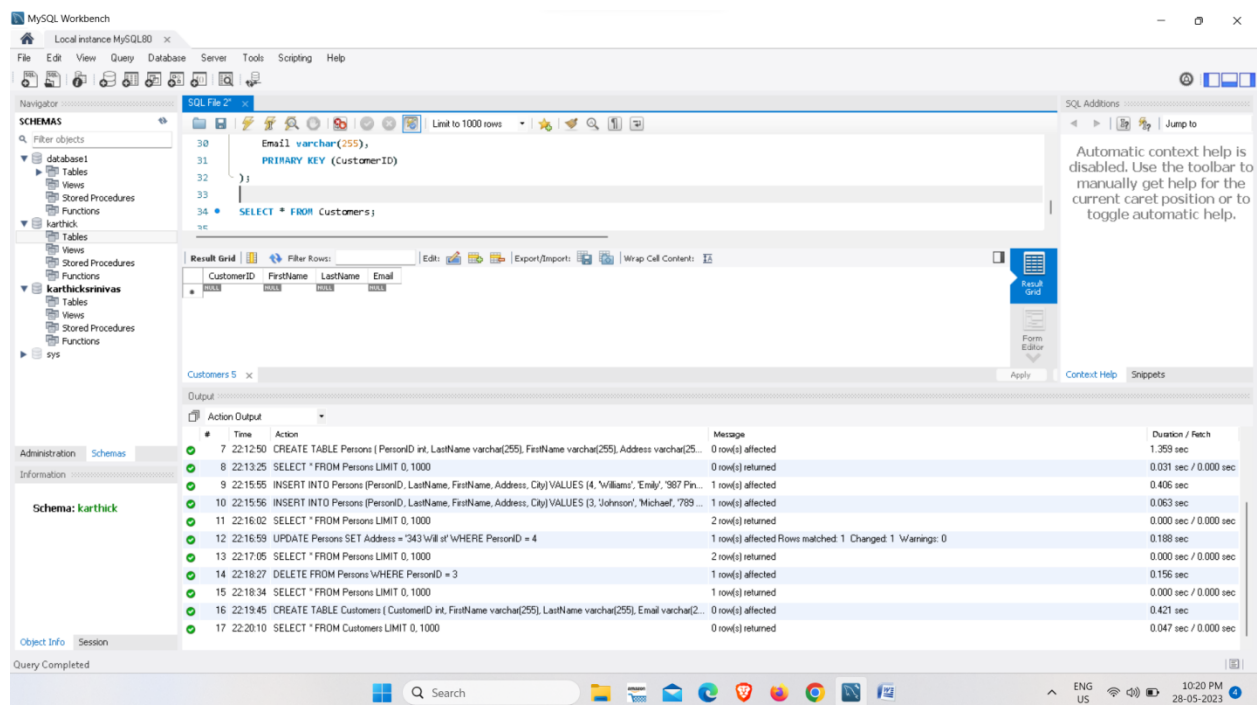 MySQL Workbench
Local instance MySQL80
File Edit View Query Database Server Tools Scripting Help
Navigator
SCHEMAS
Filter objects
database1
Tables
Views
Stored Procedures
Functions
karthick
Tables
Views
Stored Procedures
Functions
karthicksrinivas
Tables
Views
Stored Procedures
Functions
sys
Administration Schemas
Information
Schema: karthick
Object Info Session
SQL File 2*
Limit to 1000 rows
30 Email varchar(255),
31 PRIMARY KEY (CustomerID)
32 );
33
34 SELECT * FROM Customers;
35
Result Grid Filter Rows: Edit: Export/Import: Wrap Cell Content:
CustomerID FirstName LastName Email
NULL NULL NULL NULL
Result Grid
Form Editor
Customers 5 Apply
SQL Additions
Jump to
Automatic context help is
disabled. Use the toolbar to
manually get help for the
current caret position or to
toggle automatic help.
Context Help Snippets
Output
Action Output
# Time Action Message Duration / Fetch
7 22:12:50 CREATE TABLE Persons ( PersonID int, LastName varchar(255), FirstName varchar(255), Address varchar(25... 0 row(s) affected 1.359 sec
8 22:13:25 SELECT * FROM Persons LIMIT 0, 1000 0 row(s) returned 0.031 sec / 0.000 sec
9 22:15:55 INSERT INTO Persons (PersonID, LastName, FirstName, Address, City) VALUES (4, 'Williams', 'Emily', '987 Pin... 1 row(s) affected 0.406 sec
10 22:15:56 INSERT INTO Persons (PersonID, LastName, FirstName, Address, City) VALUES (3, 'Johnson', 'Michael', '789 ... 1 row(s) affected 0.063 sec
11 22:16:02 SELECT * FROM Persons LIMIT 0, 1000 2 row(s) returned 0.000 sec / 0.000 sec
12 22:16:59 UPDATE Persons SET Address = '343 Will st' WHERE PersonID = 4 1 row(s) affected Rows matched: 1 Changed: 1 Warnings: 0 0.188 sec
13 22:17:05 SELECT * FROM Persons LIMIT 0, 1000 2 row(s) returned 0.000 sec / 0.000 sec
14 22:18:27 DELETE FROM Persons WHERE PersonID = 3 1 row(s) affected 0.156 sec
15 22:18:34 SELECT * FROM Persons LIMIT 0, 1000 1 row(s) returned 0.000 sec / 0.000 sec
16 22:19:45 CREATE TABLE Customers ( CustomerID int, FirstName varchar(255), LastName varchar(255), Email varchar(2... 0 row(s) affected 0.421 sec
17 22:20:10 SELECT * FROM Customers LIMIT 0, 1000 0 row(s) returned 0.047 sec / 0.000 sec
Query Completed
Search
ENG
US
10:20 PM
28-05-2023
4